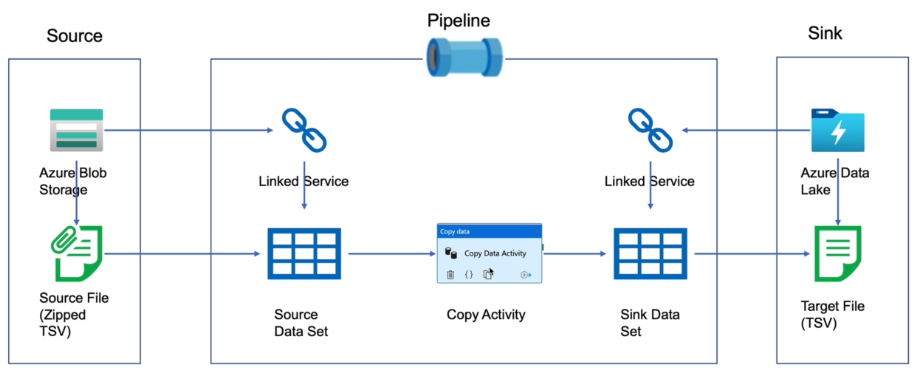 Source
Pipeline
Sink
Azure Blob
Storage
Linked Service
Linked Service
Azure Data
Lake
Copy data
Copy Data Activity
{}
Source File
(Zipped
TSV)
Source
Data Set
Copy Activity
Sink Data
Set
Target File
(TSV)